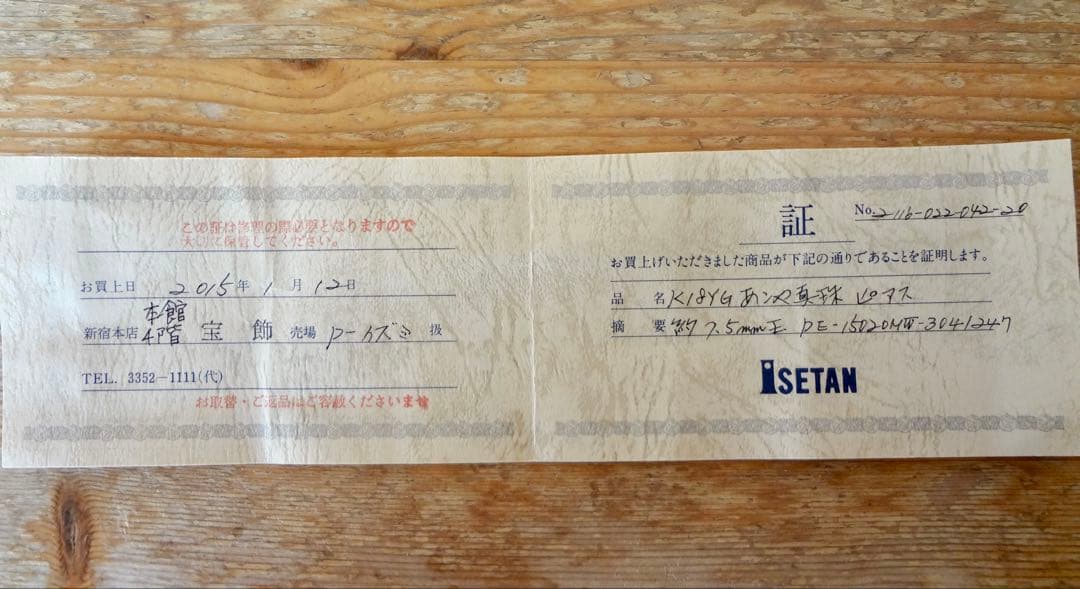 この証は修理の際必要となりますので
大切に保管してください。
お買上日 2015年 1月 12日
新宿本店 本館4階 宝飾 売場 扱
TEL. 3352-1111(代)
お取替・ご返品はご容赦くださいませ
証
No. 2-116-022-042-20
お買上げいただきました商品が下記の通りであることを証明します。
品名 K18YG あこや真珠 ピアス
摘要 約7.5mm玉 PE-15020MW-3041247
ISETAN